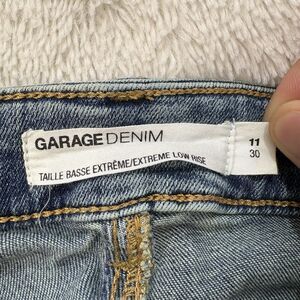 GARAGE DENIM
TAILLE BASSE EXTRÊME/EXTREME LOW RISE
11
30